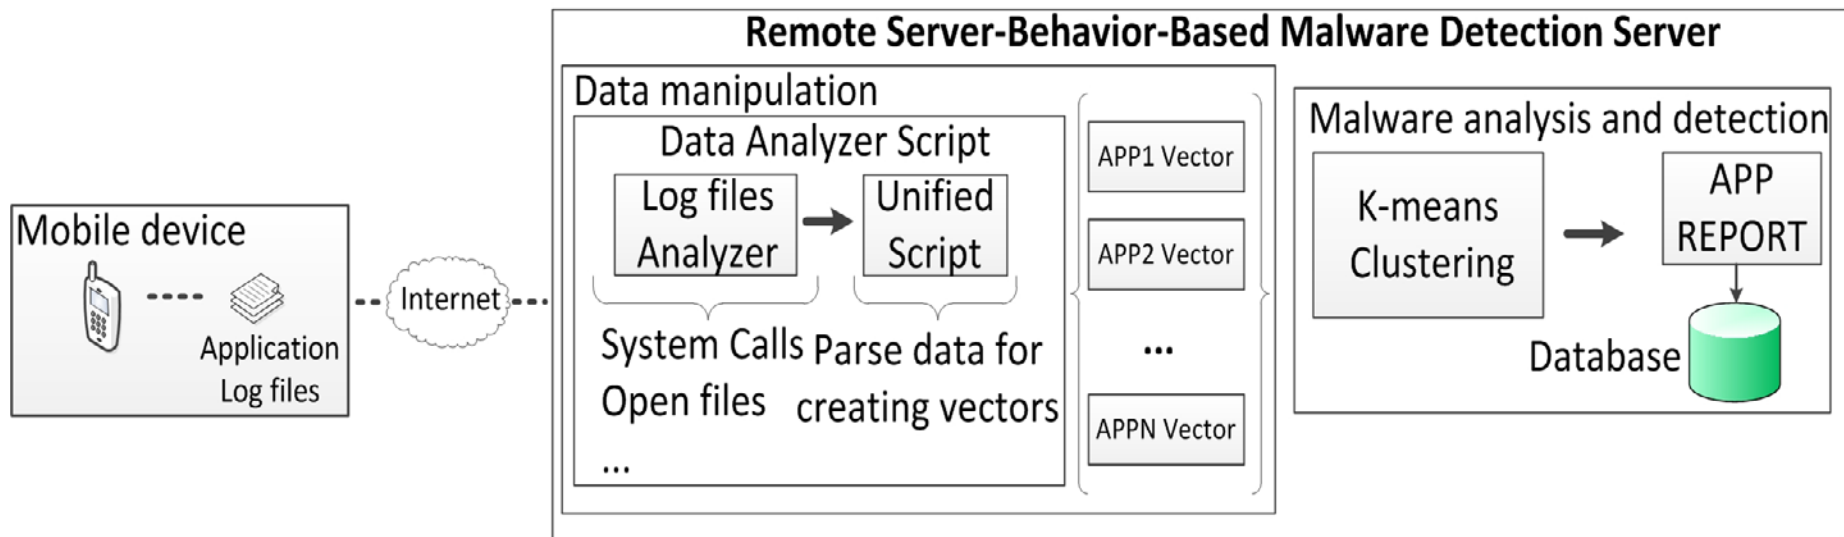 Remote Server-Behavior-Based Malware Detection Server
Mobile device
Application
Log files
Internet
Data manipulation
Data Analyzer Script
Log files
Analyzer
Unified
Script
System Calls
Open files
...
Parse data for
creating vectors
APP1 Vector
APP2 Vector
...
APPN Vector
Malware analysis and detection
K-means
Clustering
APP
REPORT
Database